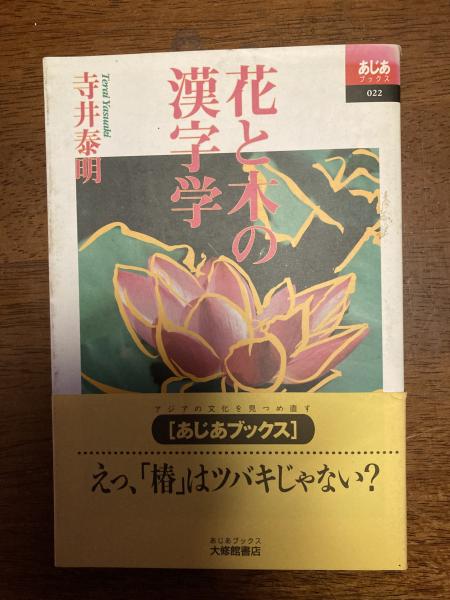 あじあ
ブックス
022
花と木の
漢字学
Terai Yasuaki
寺井泰明
アジアの文化を見つめ直す
[あじあブックス]
えっ、「椿」はツバキじゃない?
あじあブックス
大修館書店